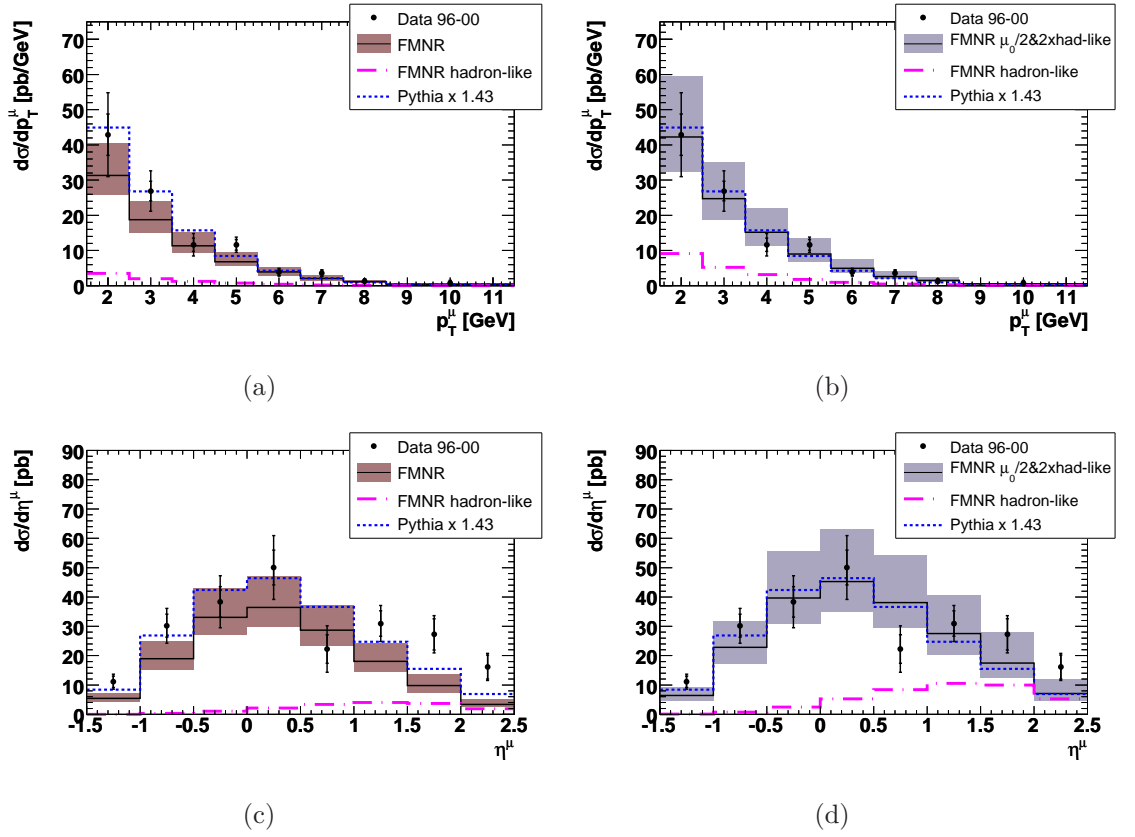 dσ/dp_T^μ [pb/GeV]
70
60
50
40
30
20
10
0
2 3 4 5 6 7 8 9 10 11
p_T^μ [GeV]
Data 96-00
FMNR
FMNR hadron-like
Pythia x 1.43
(a)
dσ/dp_T^μ [pb/GeV]
70
60
50
40
30
20
10
0
2 3 4 5 6 7 8 9 10 11
p_T^μ [GeV]
Data 96-00
FMNR μ_0/2&2xhad-like
FMNR hadron-like
Pythia x 1.43
(b)
dσ/dη^μ [pb]
90
80
70
60
50
40
30
20
10
0
-1.5 -1 -0.5 0 0.5 1 1.5 2 2.5
η^μ
Data 96-00
FMNR
FMNR hadron-like
Pythia x 1.43
(c)
dσ/dη^μ [pb]
90
80
70
60
50
40
30
20
10
0
-1.5 -1 -0.5 0 0.5 1 1.5 2 2.5
η^μ
Data 96-00
FMNR μ_0/2&2xhad-like
FMNR hadron-like
Pythia x 1.43
(d)